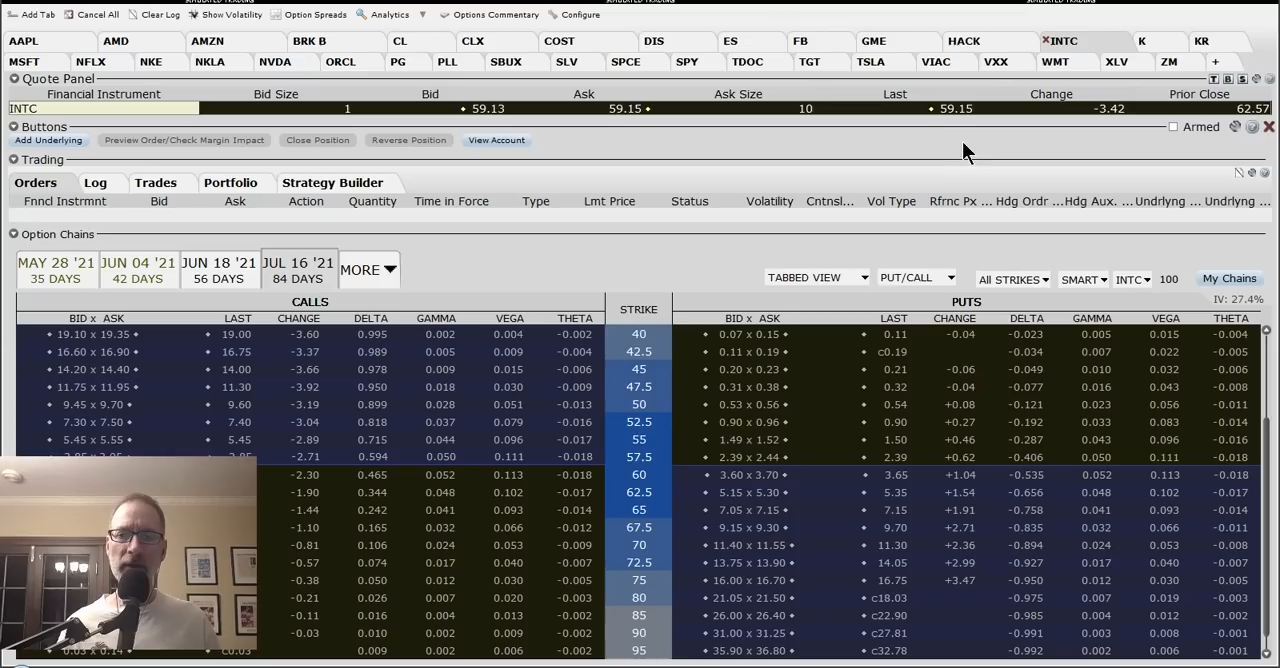 Add Tab Cancel All Clear Log Show Volatility Option Spreads Analytics Options Commentary Configure
AAPL AMD AMZN BRK B CL CLX COST DIS ES FB GME HACK INTC K KR
MSFT NFLX NKE NKLA NVDA ORCL PG PLL SBUX SLV SPCE SPY TDOC TGT TSLA VIAC VXX WMT XLV ZM +
Quote Panel T B S
Financial Instrument Bid Size Bid Ask Ask Size Last Change Prior Close
INTC 1 59.13 59.15 10 59.15 -3.42 62.57
Buttons Armed
Add Underlying Preview Order/Check Margin Impact Close Position Reverse Position View Account
Trading
Orders Log Trades Portfolio Strategy Builder
Fnncl Instrmnt Bid Ask Action Quantity Time in Force Type Lmt Price Status Volatility Cntnsl... Vol Type Rfrnc Px ... Hdg Ordr ... Hdg Aux. ... Undrlyng ... Undrlyng ...
Option Chains
MAY 28 '21 JUN 04 '21 JUN 18 '21 JUL 16 '21 MORE
35 DAYS 42 DAYS 56 DAYS 84 DAYS
TABBED VIEW PUT/CALL All STRIKES SMART INTC 100 My Chains
CALLS STRIKE PUTS IV: 27.4%
BID x ASK LAST CHANGE DELTA GAMMA VEGA THETA BID x ASK LAST CHANGE DELTA GAMMA VEGA THETA
19.10 x 19.35 19.00 -3.60 0.995 0.002 0.004 -0.002 40 0.07 x 0.15 0.11 -0.04 -0.023 0.005 0.015 -0.004
16.60 x 16.90 16.75 -3.37 0.989 0.005 0.009 -0.004 42.5 0.11 x 0.19 c0.19 -0.034 0.007 0.022 -0.005
14.20 x 14.40 14.00 -3.66 0.978 0.009 0.015 -0.006 45 0.20 x 0.23 0.21 -0.06 -0.049 0.010 0.032 -0.006
11.75 x 11.95 11.30 -3.92 0.950 0.018 0.030 -0.009 47.5 0.31 x 0.38 0.32 -0.04 -0.077 0.016 0.043 -0.008
9.45 x 9.70 9.60 -3.19 0.899 0.028 0.051 -0.013 50 0.53 x 0.56 0.54 +0.08 -0.121 0.023 0.056 -0.011
7.30 x 7.50 7.40 -3.04 0.818 0.037 0.079 -0.016 52.5 0.90 x 0.96 0.90 +0.27 -0.192 0.033 0.083 -0.014
5.45 x 5.55 5.45 -2.89 0.715 0.044 0.096 -0.017 55 1.49 x 1.52 1.50 +0.46 -0.287 0.043 0.096 -0.016
-2.71 0.594 0.050 0.111 -0.018 57.5 2.39 x 2.44 2.39 +0.62 -0.406 0.050 0.111 -0.018
-2.30 0.465 0.052 0.113 -0.018 60 3.60 x 3.70 3.65 +1.04 -0.535 0.052 0.113 -0.018
-1.90 0.344 0.048 0.102 -0.017 62.5 5.15 x 5.30 5.35 +1.54 -0.656 0.048 0.102 -0.017
-1.44 0.242 0.041 0.093 -0.014 65 7.05 x 7.15 7.15 +1.91 -0.758 0.041 0.093 -0.014
-1.10 0.165 0.032 0.066 -0.012 67.5 9.15 x 9.30 9.70 +2.71 -0.835 0.032 0.066 -0.011
-0.81 0.106 0.024 0.053 -0.009 70 11.40 x 11.55 11.30 +2.36 -0.894 0.024 0.053 -0.008
-0.57 0.074 0.017 0.040 -0.007 72.5 13.75 x 13.90 14.05 +2.99 -0.927 0.017 0.040 -0.007
-0.38 0.050 0.012 0.030 -0.005 75 16.00 x 16.70 16.75 +3.47 -0.950 0.012 0.030 -0.005
-0.21 0.026 0.007 0.020 -0.003 80 21.05 x 21.50 c18.03 -0.975 0.007 0.019 -0.003
-0.11 0.016 0.004 0.013 -0.002 85 26.00 x 26.40 c22.90 -0.985 0.004 0.012 -0.002
-0.03 0.010 0.002 0.009 -0.002 90 31.00 x 31.25 c27.81 -0.991 0.003 0.008 -0.001
0.009 0.002 0.006 -0.002 95 35.90 x 36.80 c32.78 -0.992 0.002 0.006 -0.001